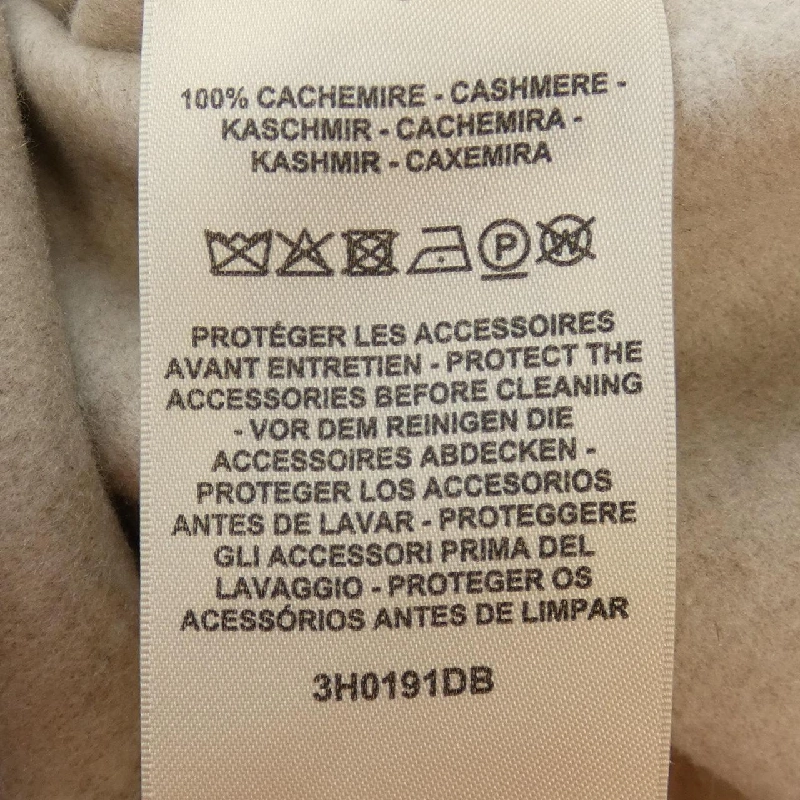 100% CACHEMIRE - CASHMERE -
KASCHMIR - CACHEMIRA -
KASHMIR - CAXEMIRA
P W
PROTÉGER LES ACCESSOIRES
AVANT ENTRETIEN - PROTECT THE
ACCESSORIES BEFORE CLEANING
- VOR DEM REINIGEN DIE
ACCESSOIRES ABDECKEN -
PROTEGER LOS ACCESORIOS
ANTES DE LAVAR - PROTEGGERE
GLI ACCESSORI PRIMA DEL
LAVAGGIO - PROTEGER OS
ACESSÓRIOS ANTES DE LIMPAR
3H0191DB